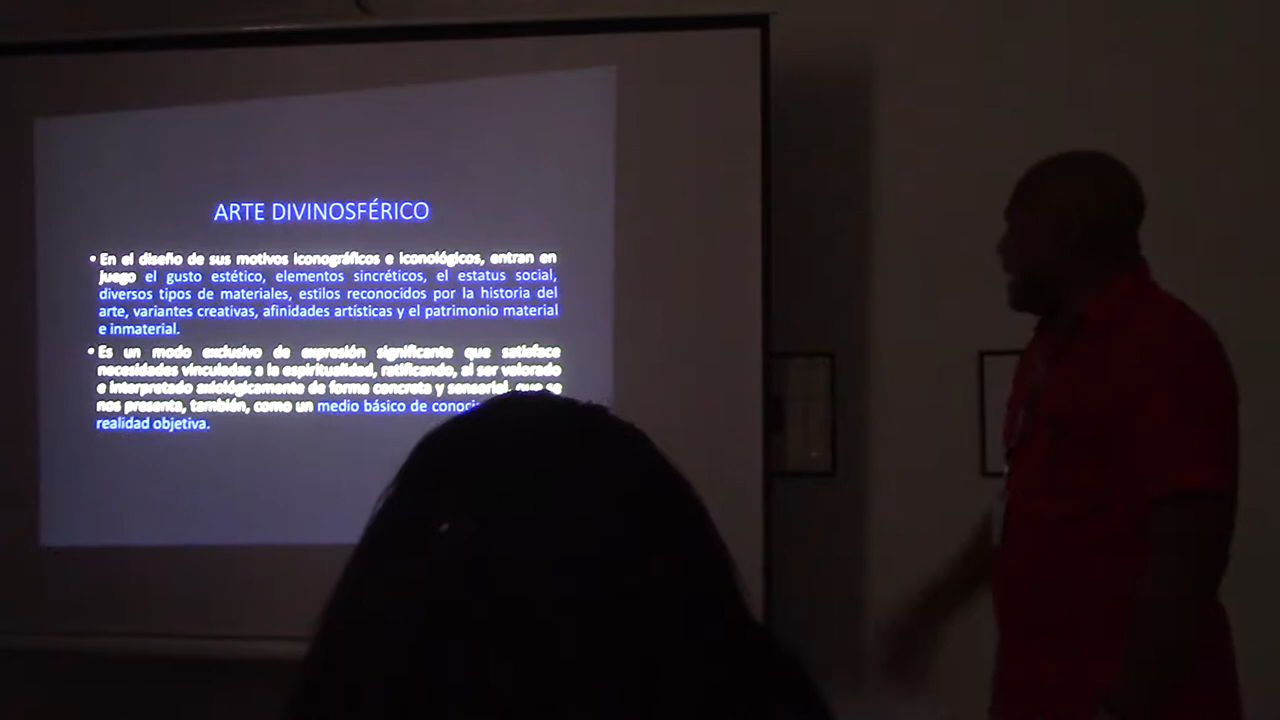 ARTE DIVINOSFÉRICO
• En el diseño de sus motivos iconográficos e iconológicos, entran en
juego el gusto estético, elementos sincréticos, el estatus social,
diversos tipos de materiales, estilos reconocidos por la historia del
arte, variantes creativas, afinidades artísticas y el patrimonio material
e inmaterial.
• Es un modo exclusivo de expresión significante que satisface
necesidades vinculadas a la espiritualidad, ratificando, al ser valorado
e interpretado axiológicamente de forma concreta y sensorial, que se
nos presenta, también, como un medio básico de
realidad objetiva.